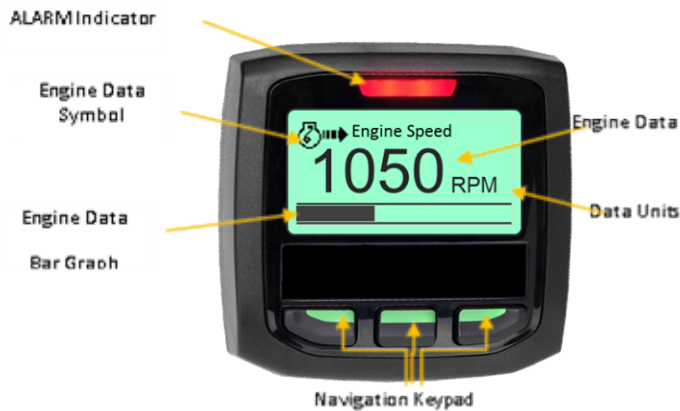 ALARM Indicator
Engine Data
Symbol
Engine Speed
Engine Data
1050 RPM
Data Units
Engine Data
Bar Graph
Navigation Keypad